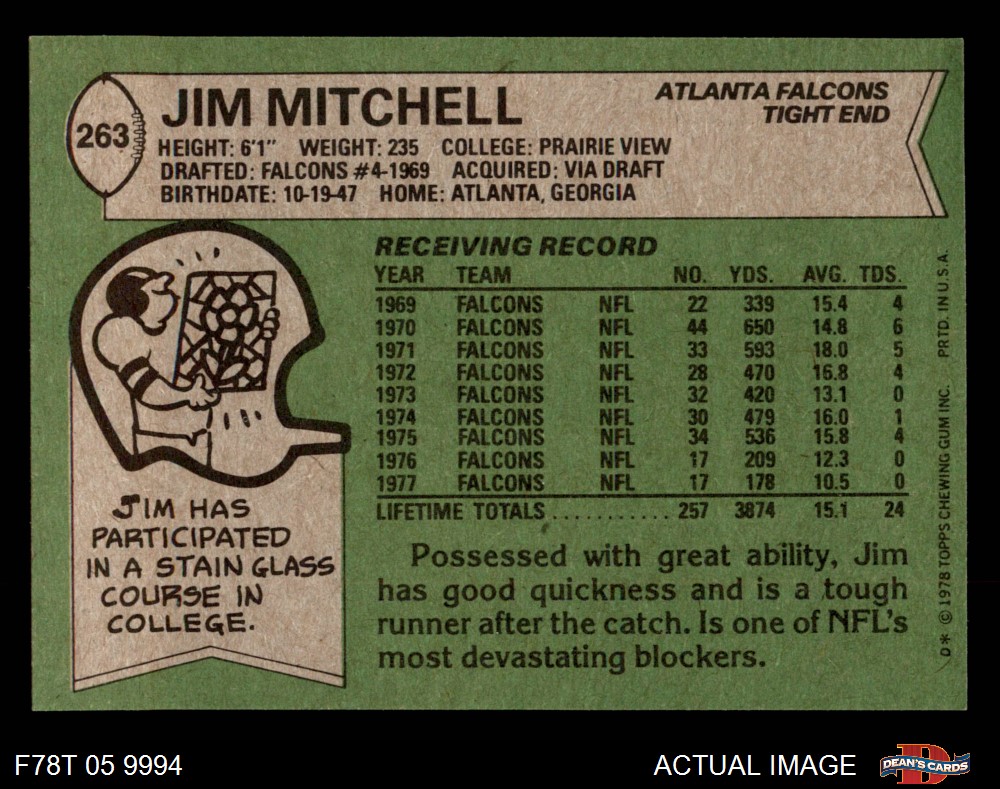 263
JIM MITCHELL
ATLANTA FALCONS
TIGHT END
HEIGHT: 6'1" WEIGHT: 235 COLLEGE: PRAIRIE VIEW
DRAFTED: FALCONS #4-1969 ACQUIRED: VIA DRAFT
BIRTHDATE: 10-19-47 HOME: ATLANTA, GEORGIA
RECEIVING RECORD
YEAR TEAM NO. YDS. AVG. TDS.
1969 FALCONS NFL 22 339 15.4 4
1970 FALCONS NFL 44 650 14.8 6
1971 FALCONS NFL 33 593 18.0 5
1972 FALCONS NFL 28 470 16.8 4
1973 FALCONS NFL 32 420 13.1 0
1974 FALCONS NFL 30 479 16.0 1
1975 FALCONS NFL 34 536 15.8 4
1976 FALCONS NFL 17 209 12.3 0
1977 FALCONS NFL 17 178 10.5 0
LIFETIME TOTALS ........... 257 3874 15.1 24
JIM HAS
PARTICIPATED
IN A STAIN GLASS
COURSE IN
COLLEGE.
Possessed with great ability, Jim
has good quickness and is a tough
runner after the catch. Is one of NFL's
most devastating blockers.
D* © 1978 TOPPS CHEWING GUM INC. PRTD. IN U.S.A.
F78T 05 9994
ACTUAL IMAGE
D
DEAN'S CARDS